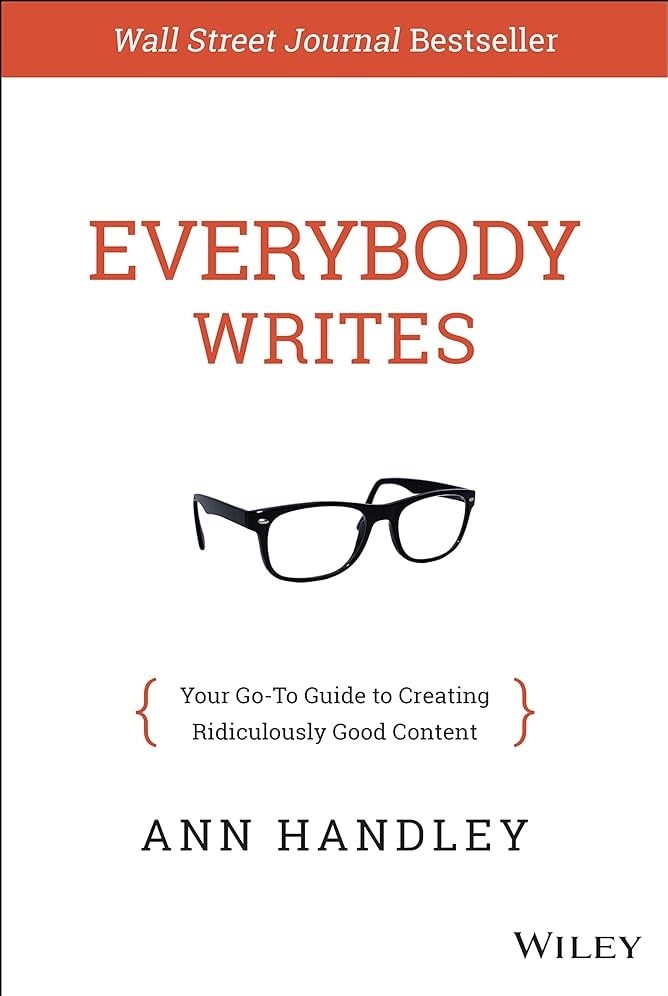 Wall Street Journal Bestseller
EVERYBODY
WRITES
{ Your Go-To Guide to Creating
Ridiculously Good Content }
ANN HANDLEY
WILEY